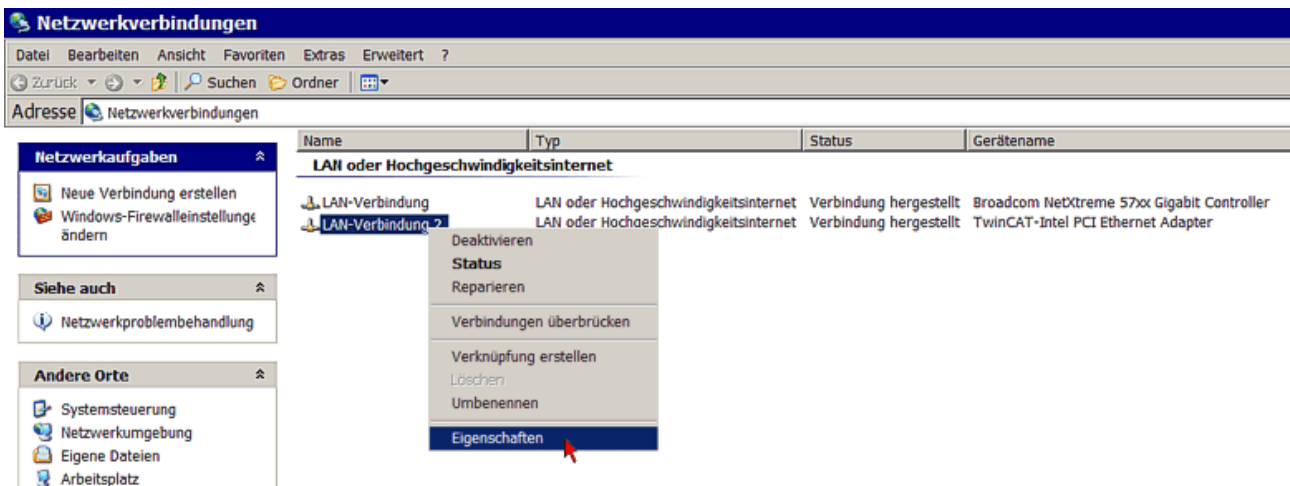 Netzwerkverbindungen
Datei Bearbeiten Ansicht Favoriten Extras Erweitert ?
Zurück Suchen Ordner
Adresse Netzwerkverbindungen
Netzwerkaufgaben
Neue Verbindung erstellen
Windows-Firewalleinstellunge
ändern
Siehe auch
Netzwerkproblembehandlung
Andere Orte
Systemsteuerung
Netzwerkumgebung
Eigene Dateien
Arbeitsplatz
Name Typ Status Gerätename
LAN oder Hochgeschwindigkeitsinternet
LAN-Verbindung LAN oder Hochgeschwindigkeitsinternet Verbindung hergestellt Broadcom NetXtreme 57xx Gigabit Controller
LAN-Verbindung 2 LAN oder Hochgeschwindigkeitsinternet Verbindung hergestellt TwinCAT-Intel PCI Ethernet Adapter
Deaktivieren
Status
Reparieren
Verbindungen überbrücken
Verknüpfung erstellen
Löschen
Umbenennen
Eigenschaften